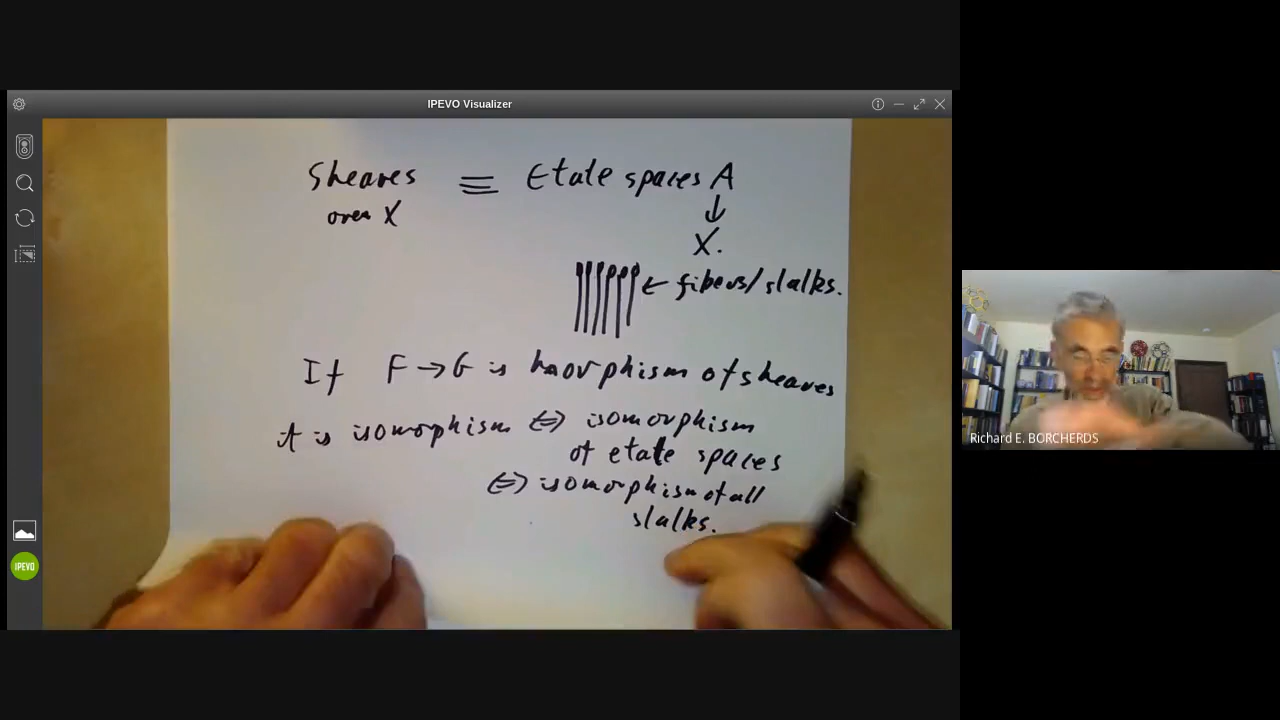 IPEVO Visualizer
Sheaves ≡ Etale spaces A
over X ↓
X.
← fibers/stalks.
If F → G is homorphism of sheaves
it is isomorphism ⇔ isomorphism
of etale spaces
⇔ isomorphism of all
stalks.
Richard E. BORCHERDS
IPEVO